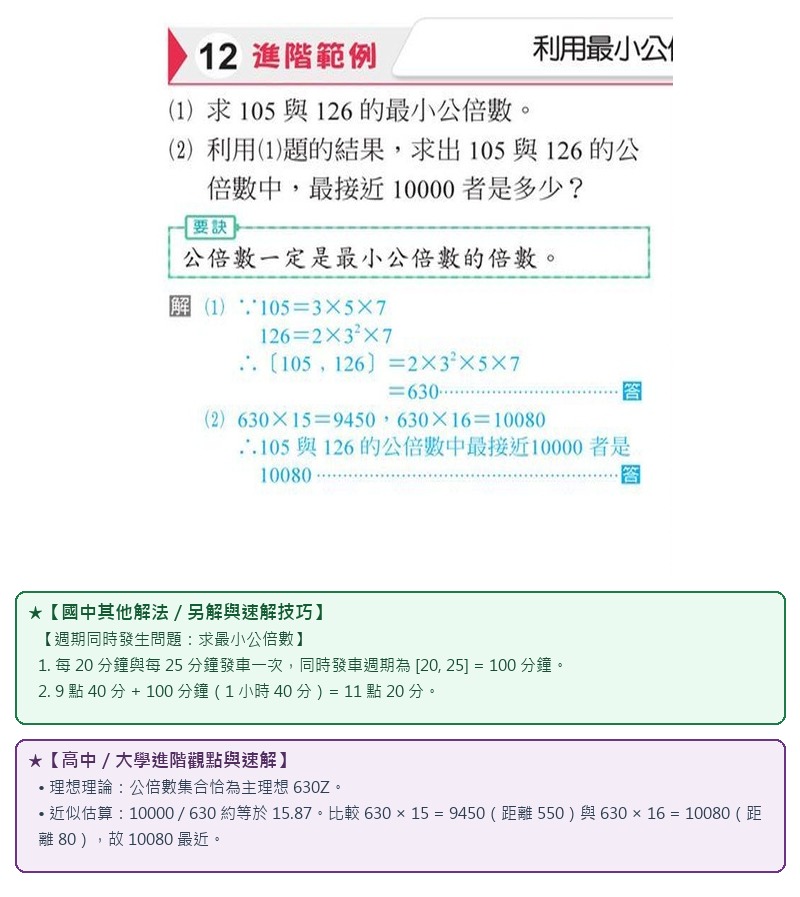 12 進階範例
利用最小公
(1) 求 105 與 126 的最小公倍數。
(2) 利用(1)題的結果，求出 105 與 126 的公
倍數中，最接近 10000 者是多少？
要訣
公倍數一定是最小公倍數的倍數。
解 (1) ∵105＝3×5×7
126＝2×3²×7
∴〔105，126〕＝2×3²×5×7
＝630…………………………… 答
(2) 630×15＝9450，630×16＝10080
∴105 與 126 的公倍數中最接近10000 者是
10080 ………………………………………… 答
★【國中其他解法 / 另解與速解技巧】
【週期同時發生問題：求最小公倍數】
1. 每 20 分鐘與每 25 分鐘發車一次，同時發車週期為 [20, 25] = 100 分鐘。
2. 9 點 40 分 + 100 分鐘（1 小時 40 分）= 11 點 20 分。
★【高中 / 大學進階觀點與速解】
• 理想理論：公倍數集合恰為主理想 630Z。
• 近似估算：10000 / 630 約等於 15.87。比較 630 × 15 = 9450（距離 550）與 630 × 16 = 10080（距
離 80），故 10080 最近。